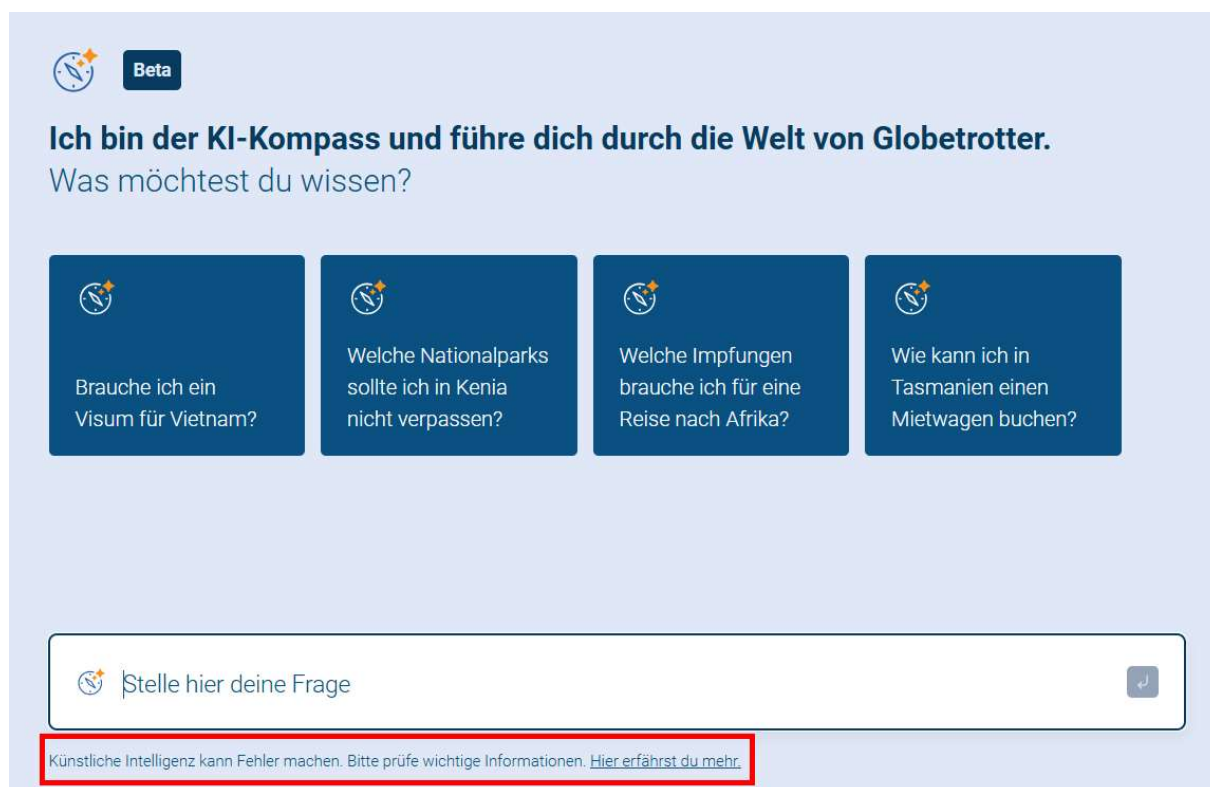 Beta
Ich bin der KI-Kompass und führe dich durch die Welt von Globetrotter.
Was möchtest du wissen?
Brauche ich ein
Visum für Vietnam?
Welche Nationalparks
sollte ich in Kenia
nicht verpassen?
Welche Impfungen
brauche ich für eine
Reise nach Afrika?
Wie kann ich in
Tasmanien einen
Mietwagen buchen?
Stelle hier deine Frage
Künstliche Intelligenz kann Fehler machen. Bitte prüfe wichtige Informationen. Hier erfährst du mehr.